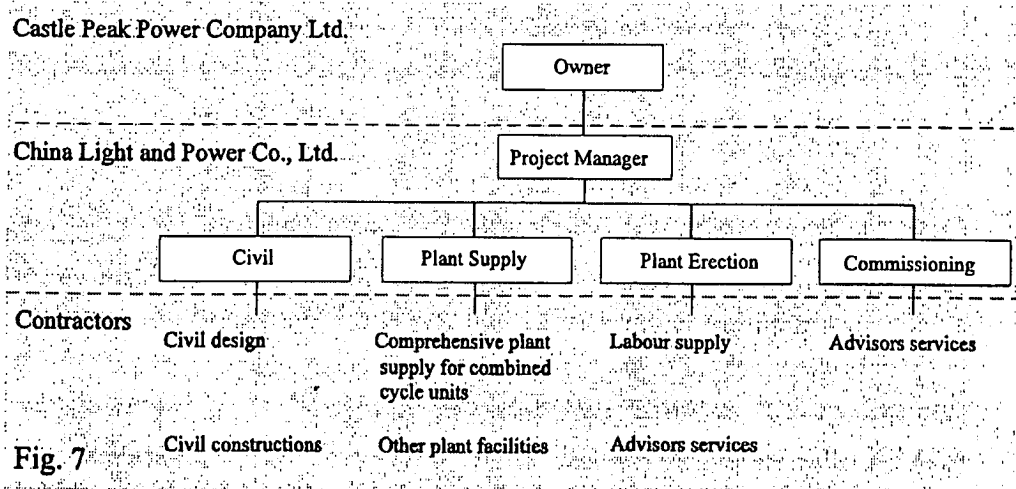 Castle Peak Power Company Ltd.
Owner
China Light and Power Co., Ltd.
Project Manager
Civil
Plant Supply
Plant Erection
Commissioning
Contractors
Civil design
Comprehensive plant
supply for combined
cycle units
Labour supply
Advisors services
Civil constructions
Other plant facilities
Advisors services
Fig. 7